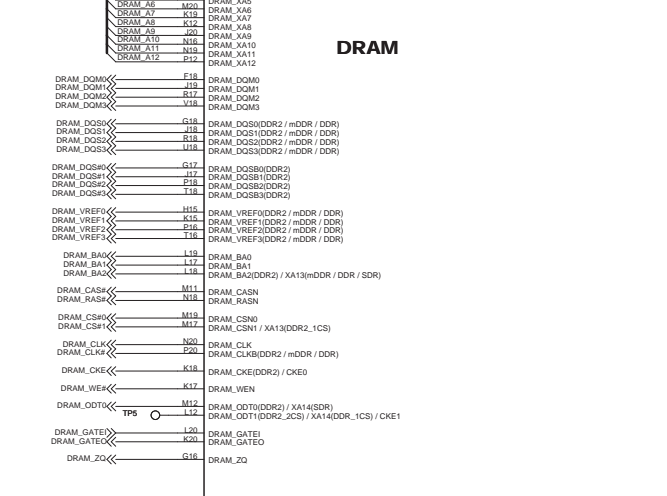 DRAM_A6 M20 DRAM_XA6
DRAM_A7 K19 DRAM_XA7
DRAM_A8 K12 DRAM_XA8
DRAM_A9 J20 DRAM_XA9
DRAM_A10 N16 DRAM_XA10
DRAM_A11 N19 DRAM_XA11
DRAM_A12 P12 DRAM_XA12
DRAM
DRAM_DQM0 F18 DRAM_DQM0
DRAM_DQM1 J19 DRAM_DQM1
DRAM_DQM2 R17 DRAM_DQM2
DRAM_DQM3 V18 DRAM_DQM3
DRAM_DQS0 G18 DRAM_DQS0(DDR2 / mDDR / DDR)
DRAM_DQS1 J18 DRAM_DQS1(DDR2 / mDDR / DDR)
DRAM_DQS2 R18 DRAM_DQS2(DDR2 / mDDR / DDR)
DRAM_DQS3 U18 DRAM_DQS3(DDR2 / mDDR / DDR)
DRAM_DQS#0 G17 DRAM_DQSB0(DDR2)
DRAM_DQS#1 J17 DRAM_DQSB1(DDR2)
DRAM_DQS#2 P18 DRAM_DQSB2(DDR2)
DRAM_DQS#3 T18 DRAM_DQSB3(DDR2)
DRAM_VREF0 H15 DRAM_VREF0(DDR2 / mDDR / DDR)
DRAM_VREF1 K15 DRAM_VREF1(DDR2 / mDDR / DDR)
DRAM_VREF2 P16 DRAM_VREF2(DDR2 / mDDR / DDR)
DRAM_VREF3 T16 DRAM_VREF3(DDR2 / mDDR / DDR)
DRAM_BA0 L19 DRAM_BA0
DRAM_BA1 L17 DRAM_BA1
DRAM_BA2 L18 DRAM_BA2(DDR2) / XA13(mDDR / DDR / SDR)
DRAM_CAS# M11 DRAM_CASN
DRAM_RAS# N18 DRAM_RASN
DRAM_CS#0 M19 DRAM_CSN0
DRAM_CS#1 M17 DRAM_CSN1 / XA13(DDR2_1CS)
DRAM_CLK N20 DRAM_CLK
DRAM_CLK# P20 DRAM_CLKB(DDR2 / mDDR / DDR)
DRAM_CKE K18 DRAM_CKE(DDR2) / CKE0
DRAM_WE# K17 DRAM_WEN
DRAM_ODT0 M12 DRAM_ODT0(DDR2) / XA14(SDR)
TP5 L12 DRAM_ODT1(DDR2_2CS) / XA14(DDR_1CS) / CKE1
DRAM_GATEI L20 DRAM_GATEI
DRAM_GATEO K20 DRAM_GATEO
DRAM_ZQ G16 DRAM_ZQ